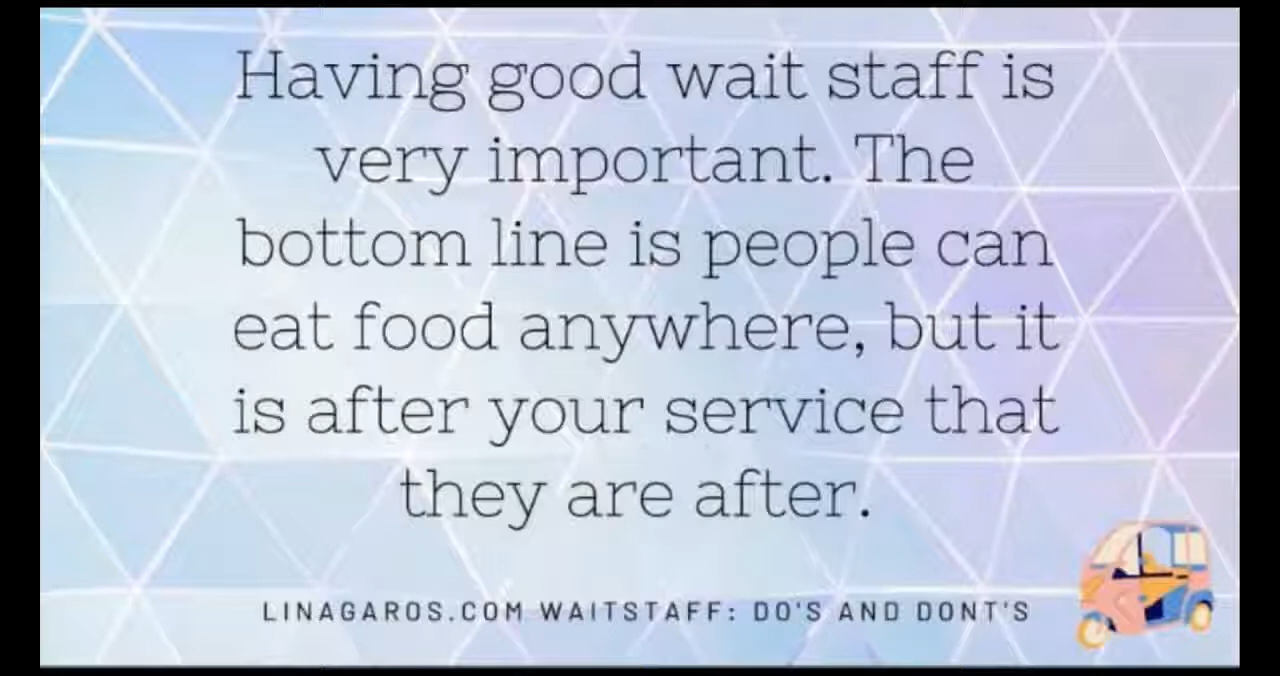 Having good wait staff is
very important. The
bottom line is people can
eat food anywhere, but it
is after your service that
they are after.
LINAGAROS.COM WAITSTAFF: DO'S AND DONT'S